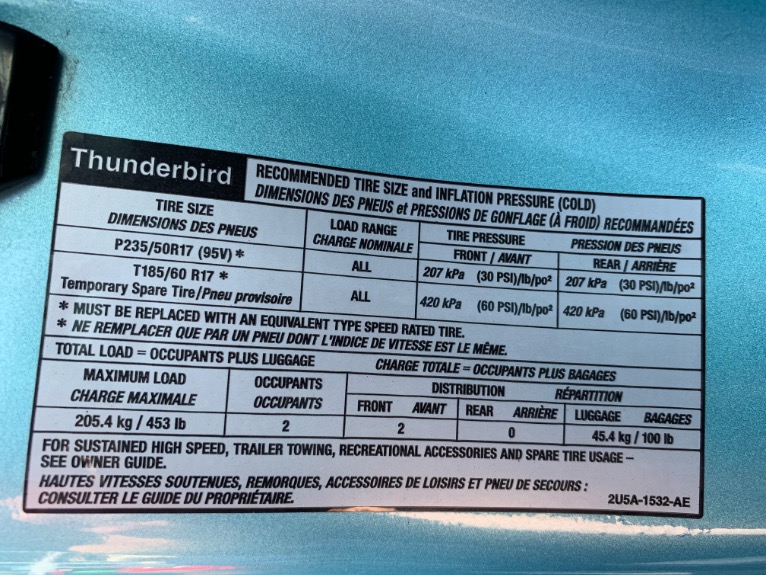 Thunderbird
RECOMMENDED TIRE SIZE and INFLATION PRESSURE (COLD)
DIMENSIONS DES PNEUS et PRESSIONS DE GONFLAGE (À FROID) RECOMMANDÉES
TIRE SIZE LOAD RANGE TIRE PRESSURE PRESSION DES PNEUS
DIMENSIONS DES PNEUS CHARGE NOMINALE FRONT / AVANT REAR / ARRIÈRE
P235/50R17 (95V) * ALL 207 kPa (30 PSI)/lb/po² 207 kPa (30 PSI)/lb/po²
T185/60 R17 *
Temporary Spare Tire/Pneu provisoire ALL 420 kPa (60 PSI)/lb/po² 420 kPa (60 PSI)/lb/po²
* MUST BE REPLACED WITH AN EQUIVALENT TYPE SPEED RATED TIRE.
* NE REMPLACER QUE PAR UN PNEU DONT L'INDICE DE VITESSE EST LE MÊME.
TOTAL LOAD = OCCUPANTS PLUS LUGGAGE CHARGE TOTALE = OCCUPANTS PLUS BAGAGES
MAXIMUM LOAD OCCUPANTS DISTRIBUTION RÉPARTITION
CHARGE MAXIMALE OCCUPANTS FRONT AVANT REAR ARRIÈRE LUGGAGE BAGAGES
205.4 kg / 453 lb 2 2 0 45.4 kg / 100 lb
FOR SUSTAINED HIGH SPEED, TRAILER TOWING, RECREATIONAL ACCESSORIES AND SPARE TIRE USAGE –
SEE OWNER GUIDE.
HAUTES VITESSES SOUTENUES, REMORQUES, ACCESSOIRES DE LOISIRS ET PNEU DE SECOURS :
CONSULTER LE GUIDE DU PROPRIÉTAIRE. 2U5A-1532-AE